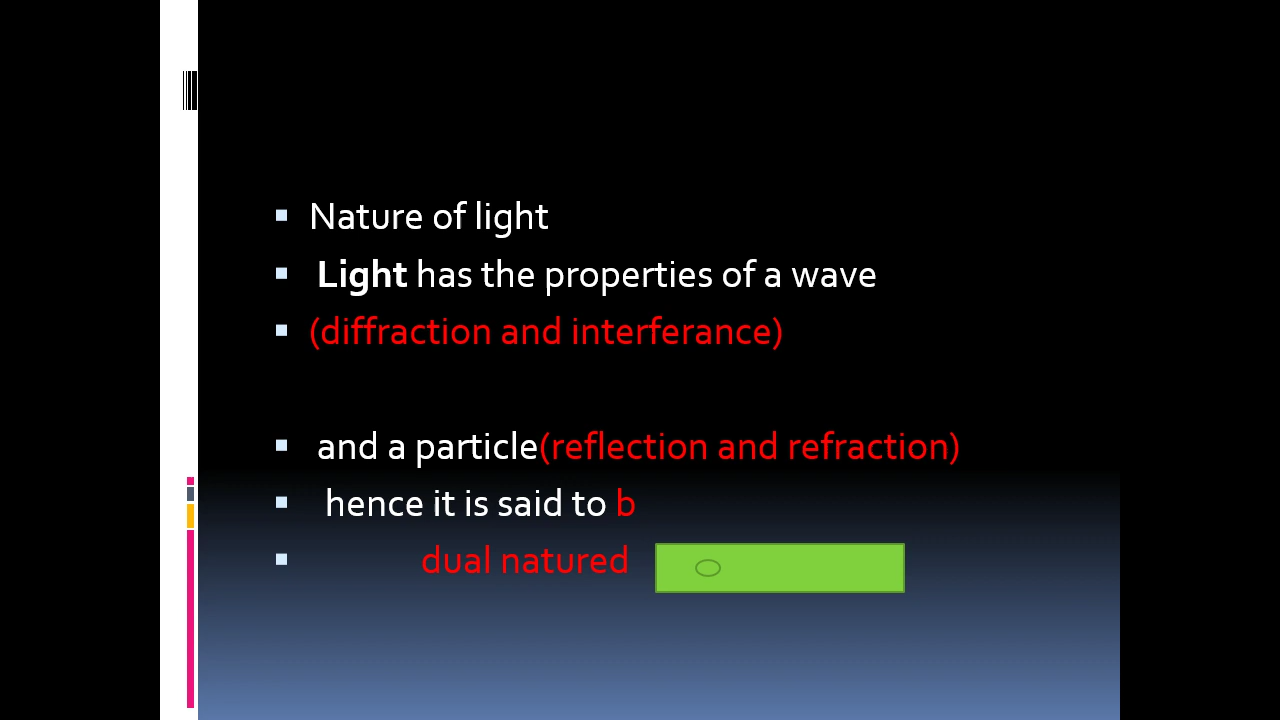 Nature of light
Light has the properties of a wave
(diffraction and interferance)
and a particle(reflection and refraction)
hence it is said to b
dual natured